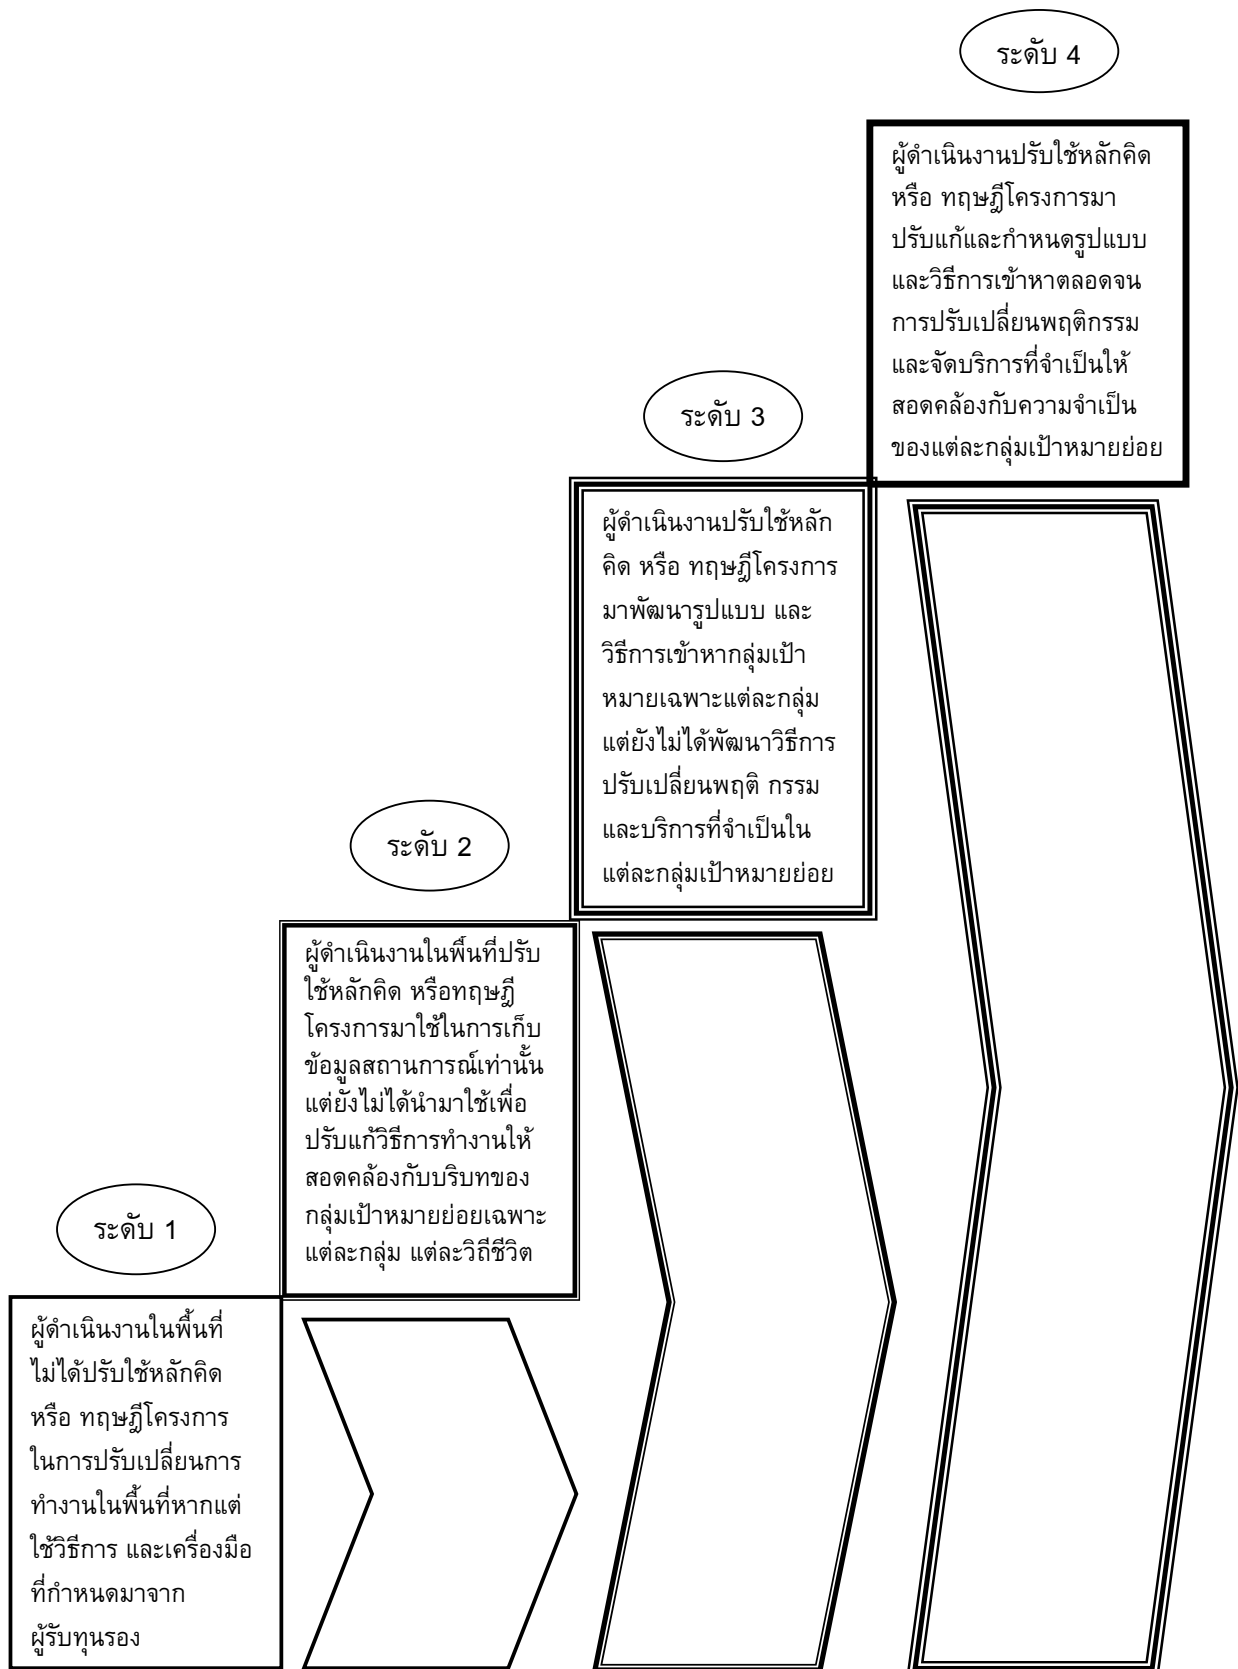 ระดับ 4
ผู้ดำเนินงานปรับใช้หลักคิด
หรือ ทฤษฎีโครงการมา
ปรับแก้และกำหนดรูปแบบ
และวิธีการเข้าหาตลอดจน
การปรับเปลี่ยนพฤติกรรม
และจัดบริการที่จำเป็นให้
สอดคล้องกับความจำเป็น
ของแต่ละกลุ่มเป้าหมายย่อย
ระดับ 3
ผู้ดำเนินงานปรับใช้หลัก
คิด หรือ ทฤษฎีโครงการ
มาพัฒนารูปแบบ และ
วิธีการเข้าหากลุ่มเป้า
หมายเฉพาะแต่ละกลุ่ม
แต่ยังไม่ได้พัฒนาวิธีการ
ปรับเปลี่ยนพฤติ กรรม
และบริการที่จำเป็นใน
แต่ละกลุ่มเป้าหมายย่อย
ระดับ 2
ผู้ดำเนินงานในพื้นที่ปรับ
ใช้หลักคิด หรือทฤษฎี
โครงการมาใช้ในการเก็บ
ข้อมูลสถานการณ์เท่านั้น
แต่ยังไม่ได้นำมาใช้เพื่อ
ปรับแก้วิธีการทำงานให้
สอดคล้องกับบริบทของ
กลุ่มเป้าหมายย่อยเฉพาะ
แต่ละกลุ่ม แต่ละวิถีชีวิต
ระดับ 1
ผู้ดำเนินงานในพื้นที่
ไม่ได้ปรับใช้หลักคิด
หรือ ทฤษฎีโครงการ
ในการปรับเปลี่ยนการ
ทำงานในพื้นที่หากแต่
ใช้วิธีการ และเครื่องมือ
ที่กำหนดมาจาก
ผู้รับทุนรอง